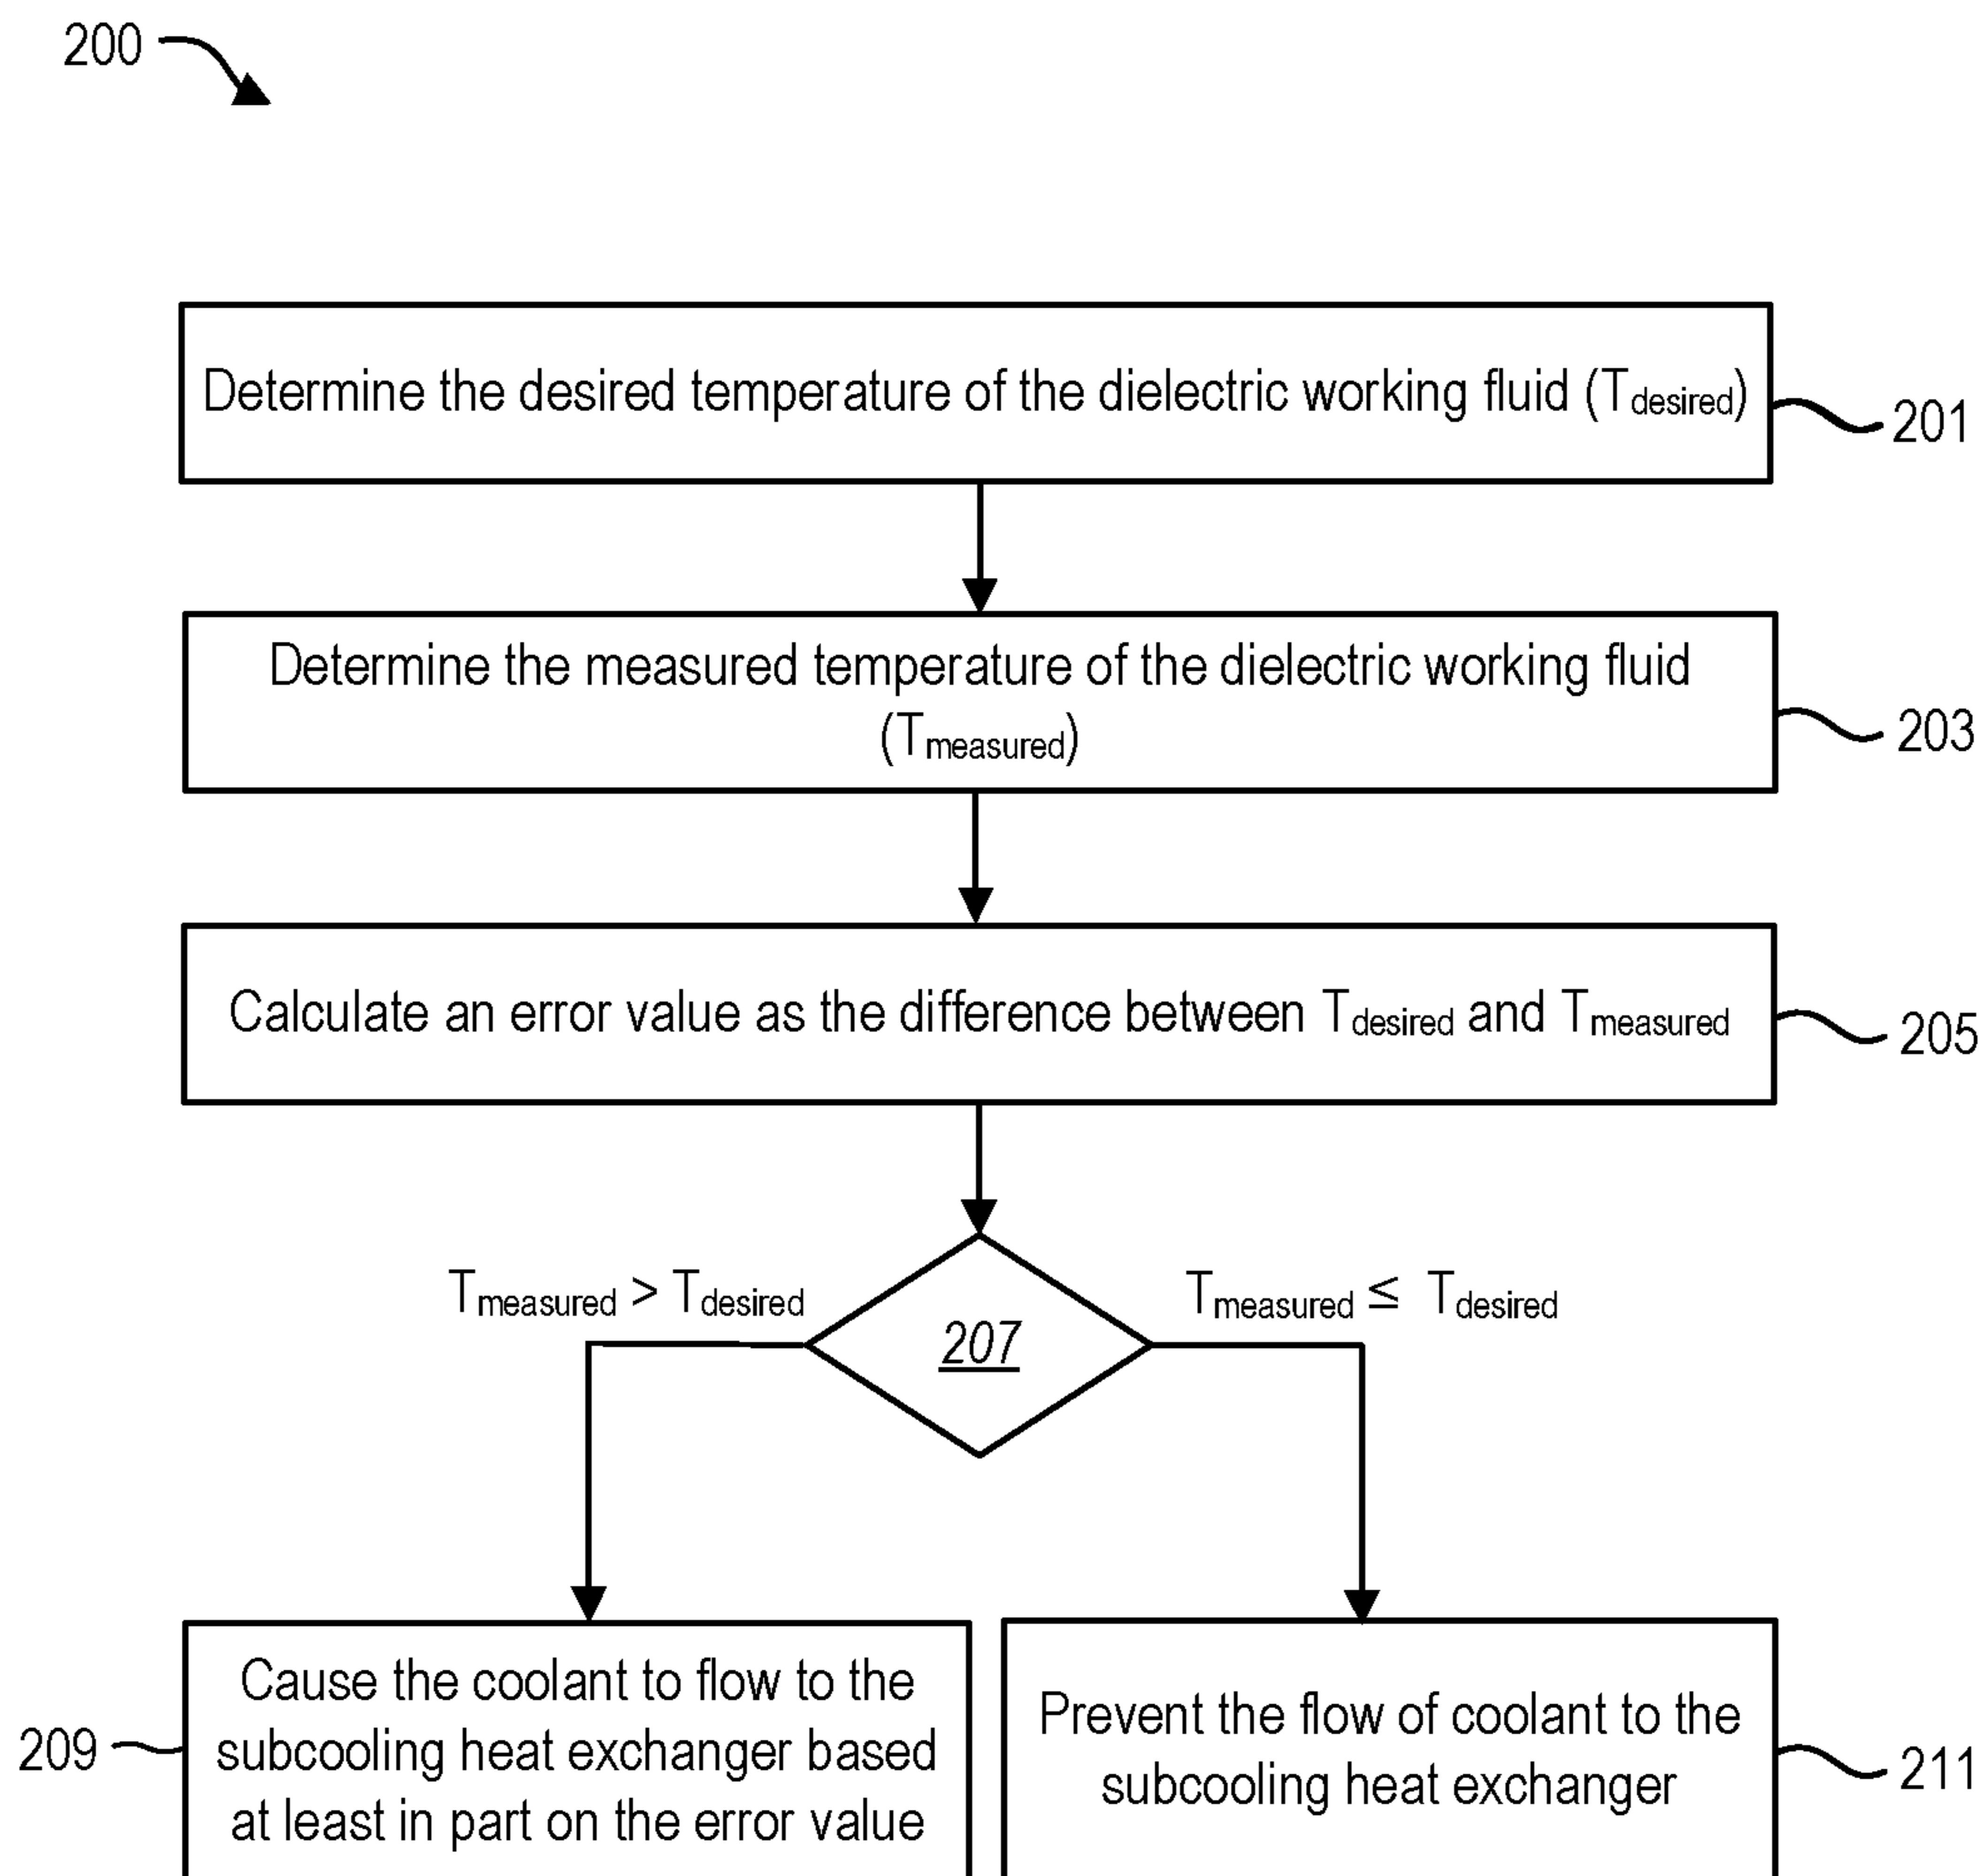 200
Determine the desired temperature of the dielectric working fluid (Tdesired)
201
Determine the measured temperature of the dielectric working fluid
(Tmeasured)
203
Calculate an error value as the difference between Tdesired and Tmeasured
205
Tmeasured > Tdesired
Tmeasured ≤ Tdesired
207
Cause the coolant to flow to the
subcooling heat exchanger based
at least in part on the error value
209
Prevent the flow of coolant to the
subcooling heat exchanger
211